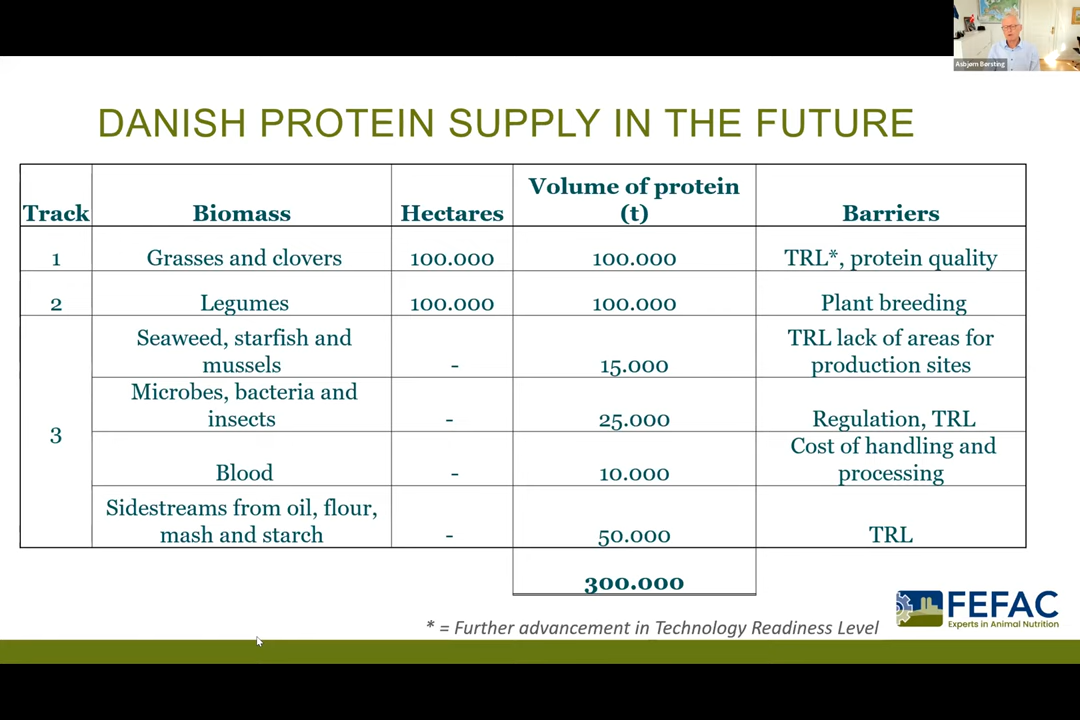 Asbjørn Børsting
DANISH PROTEIN SUPPLY IN THE FUTURE
Track
Biomass
Hectares
Volume of protein
(t)
Barriers
1
Grasses and clovers
100.000
100.000
TRL*, protein quality
2
Legumes
100.000
100.000
Plant breeding
3
Seaweed, starfish and
mussels
-
15.000
TRL lack of areas for
production sites
Microbes, bacteria and
insects
-
25.000
Regulation, TRL
Blood
-
10.000
Cost of handling and
processing
Sidestreams from oil, flour,
mash and starch
-
50.000
TRL
300.000
* = Further advancement in Technology Readiness Level
FEFAC
Experts in Animal Nutrition